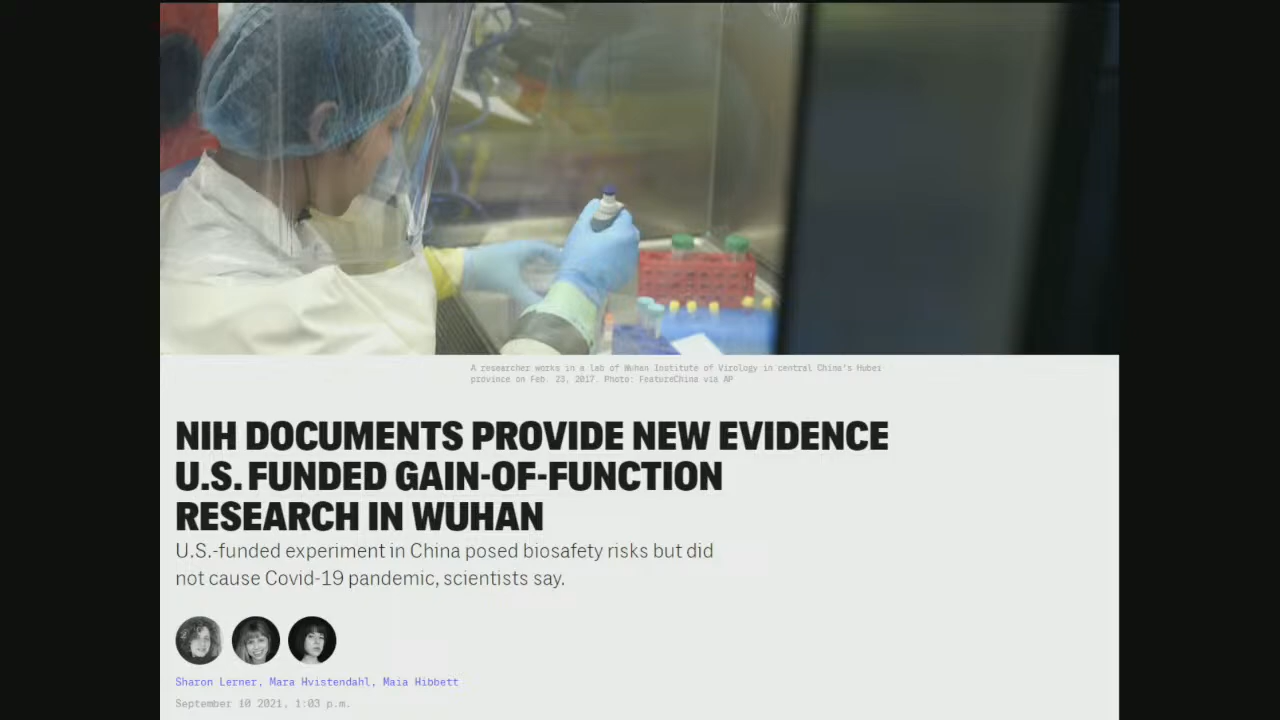 A researcher works in a lab of Wuhan Institute of Virology in central China's Hubei
province on Feb. 23, 2017. Photo: FeatureChina via AP
NIH DOCUMENTS PROVIDE NEW EVIDENCE
U.S. FUNDED GAIN-OF-FUNCTION
RESEARCH IN WUHAN
U.S.-funded experiment in China posed biosafety risks but did
not cause Covid-19 pandemic, scientists say.
Sharon Lerner, Mara Hvistendahl, Maia Hibbett
September 10 2021, 1:03 p.m.